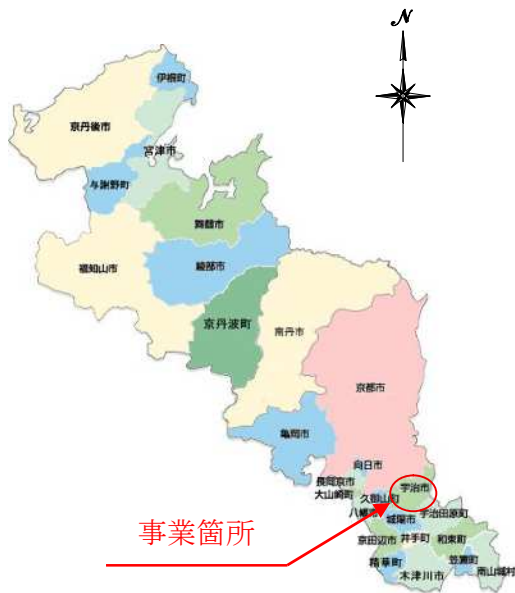 N
伊根町
京丹後市
宮津市
与謝野町
舞鶴市
福知山市
綾部市
京丹波町
南丹市
京都市
亀岡市
向日市
長岡京市
大山崎町
宇治市
久御山町
八幡市
城陽市
宇治田原町
京田辺市
井手町
和束町
精華町
笠置町
木津川市
南山城村
事業箇所